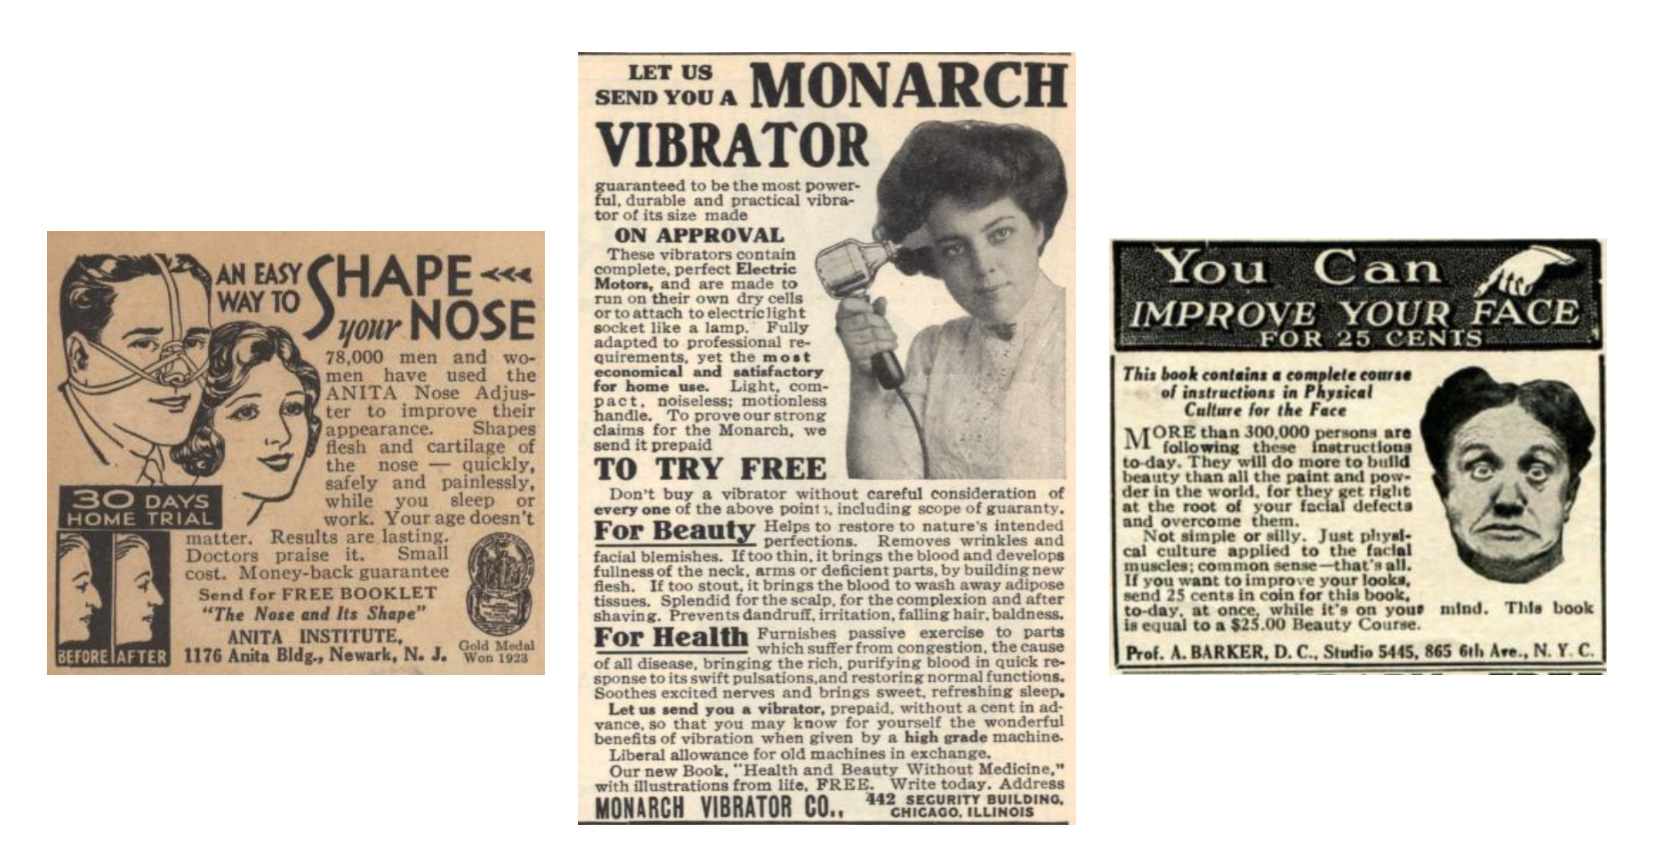 AN EASY
WAY TO
SHAPE
your NOSE
78,000 men and wo-
men have used the
ANITA Nose Adjus-
ter to improve their
appearance. Shapes
flesh and cartilage of
the nose — quickly,
safely and painlessly,
while you sleep or
work. Your age doesn't
matter. Results are lasting.
Doctors praise it. Small
cost. Money-back guarantee
Send for FREE BOOKLET
"The Nose and Its Shape"
ANITA INSTITUTE,
1176 Anita Bldg., Newark, N. J.
30 DAYS
HOME TRIAL
BEFORE AFTER
Gold Medal
Won 1923
LET US
SEND YOU A MONARCH
VIBRATOR
guaranteed to be the most power-
ful, durable and practical vibra-
tor of its size made
ON APPROVAL
These vibrators contain
complete, perfect Electric
Motors, and are made to
run on their own dry cells
or to attach to electric light
socket like a lamp. Fully
adapted to professional re-
quirements, yet the most
economical and satisfactory
for home use. Light, com-
pact, noiseless; motionless
handle. To prove our strong
claims for the Monarch, we
send it prepaid
TO TRY FREE
Don't buy a vibrator without careful consideration of
every one of the above points, including scope of guaranty.
For Beauty Helps to restore to nature's intended
perfections. Removes wrinkles and
facial blemishes. If too thin, it brings the blood and develops
fullness of the neck, arms or deficient parts, by building new
flesh. If too stout, it brings the blood to wash away adipose
tissues. Splendid for the scalp, for the complexion and after
shaving. Prevents dandruff, irritation, falling hair, baldness.
For Health Furnishes passive exercise to parts
which suffer from congestion, the cause
of all disease, bringing the rich, purifying blood in quick re-
sponse to its swift pulsations, and restoring normal functions.
Soothes excited nerves and brings sweet, refreshing sleep.
Let us send you a vibrator, prepaid, without a cent in ad-
vance, so that you may know for yourself the wonderful
benefits of vibration when given by a high grade machine.
Liberal allowance for old machines in exchange.
Our new Book, "Health and Beauty Without Medicine,"
with illustrations from life, FREE. Write today. Address
MONARCH VIBRATOR CO., 442 SECURITY BUILDING,
CHICAGO, ILLINOIS
You Can
IMPROVE YOUR FACE
FOR 25 CENTS
This book contains a complete course
of instructions in Physical
Culture for the Face
MORE than 300,000 persons are
following these instructions
to-day. They will do more to build
beauty than all the paint and pow-
der in the world, for they get right
at the root of your facial defects
and overcome them.
Not simple or silly. Just physi-
cal culture applied to the facial
muscles; common sense—that's all.
If you want to improve your looks,
send 25 cents in coin for this book,
to-day, at once, while it's on your mind. This book
is equal to a $25.00 Beauty Course.
Prof. A. BARKER, D. C., Studio 5445, 865 6th Ave., N. Y. C.